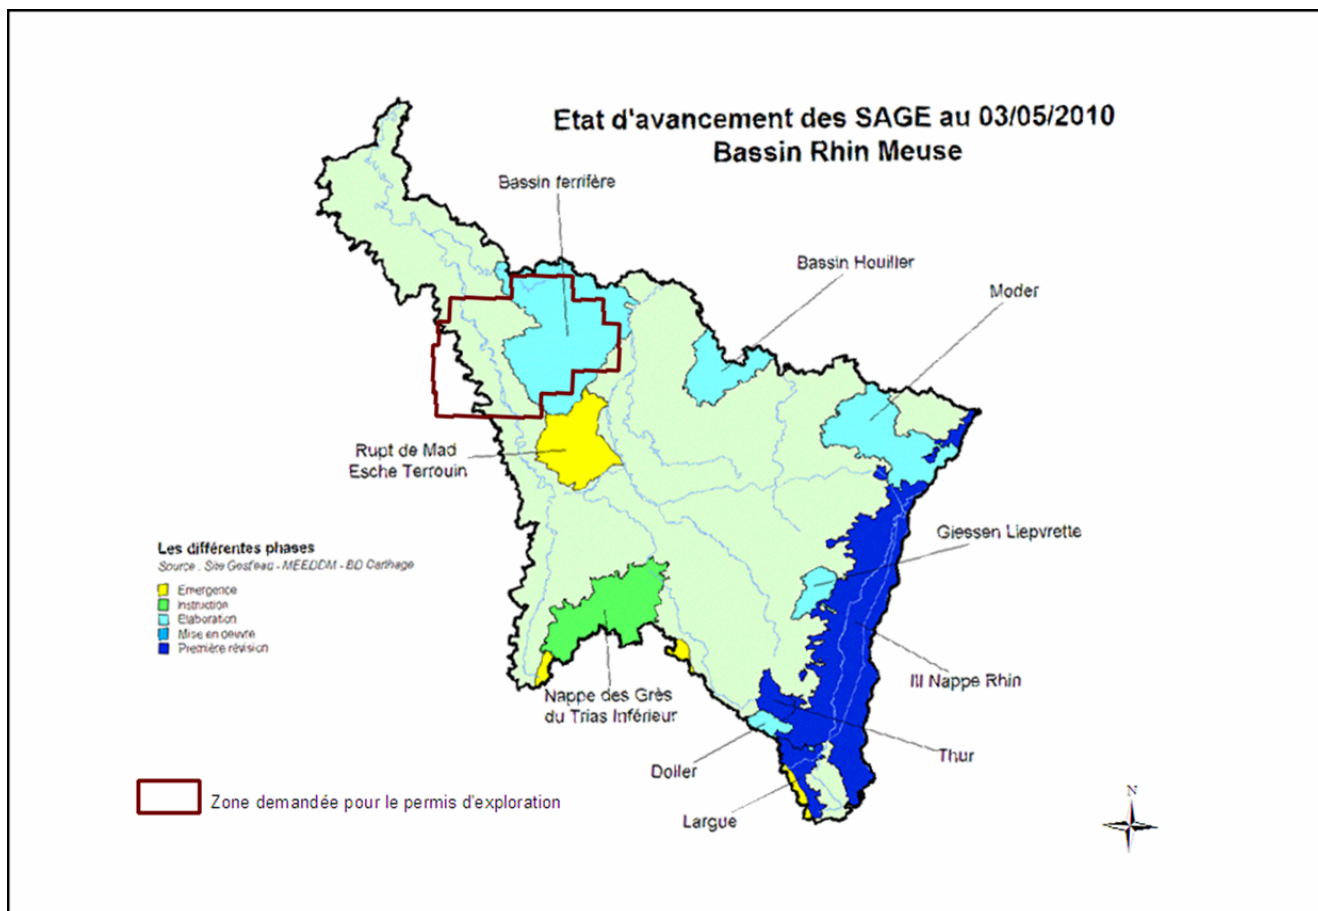 Etat d'avancement des SAGE au 03/05/2010
Bassin Rhin Meuse
Bassin ferrifère
Bassin Houiller
Moder
Rupt de Mad
Esche Terrouin
Giessen Liepvrette
Les différentes phases
Source : Site Gest'eau - MEEDDM - BD Carthage
Emergence
Instruction
Elaboration
Mise en oeuvre
Première révision
Ill Nappe Rhin
Nappe des Grès
du Trias Inférieur
Thur
Doller
Largue
Zone demandée pour le permis d'exploration
N